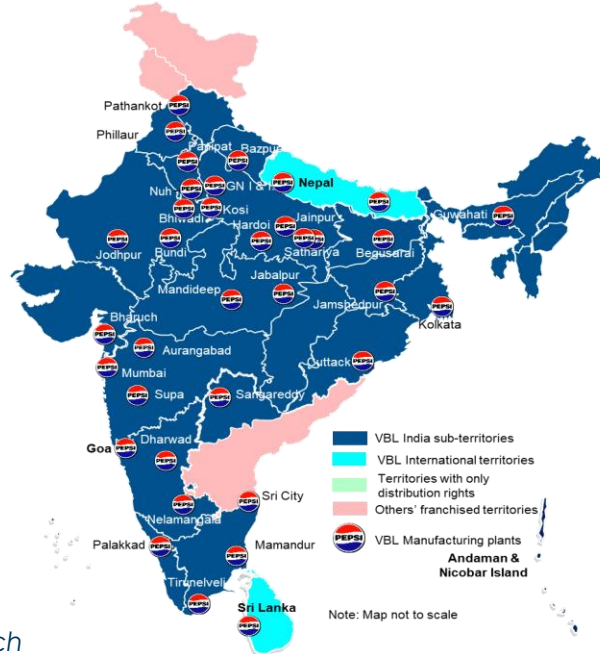 Pathankot
Phillaur
Panipat
Bazpur
Nuh
GN I & II
Nepal
Bhiwadi
Kosi
Hardoi
Jainpur
Guwahati
Jodhpur
Bundi
Sathariya
Begusarai
Mandideep
Jabalpur
Jamshedpur
Kolkata
Bharuch
Aurangabad
Cuttack
Mumbai
Supa
Sangareddy
Goa
Dharwad
VBL India sub-territories
VBL International territories
Territories with only
distribution rights
Others' franchised territories
PEPSI
VBL Manufacturing plants
Sri City
Nelamangala
Palakkad
Mamandur
Andaman &
Nicobar Island
Tirunelveli
Sri Lanka
Note: Map not to scale
ch